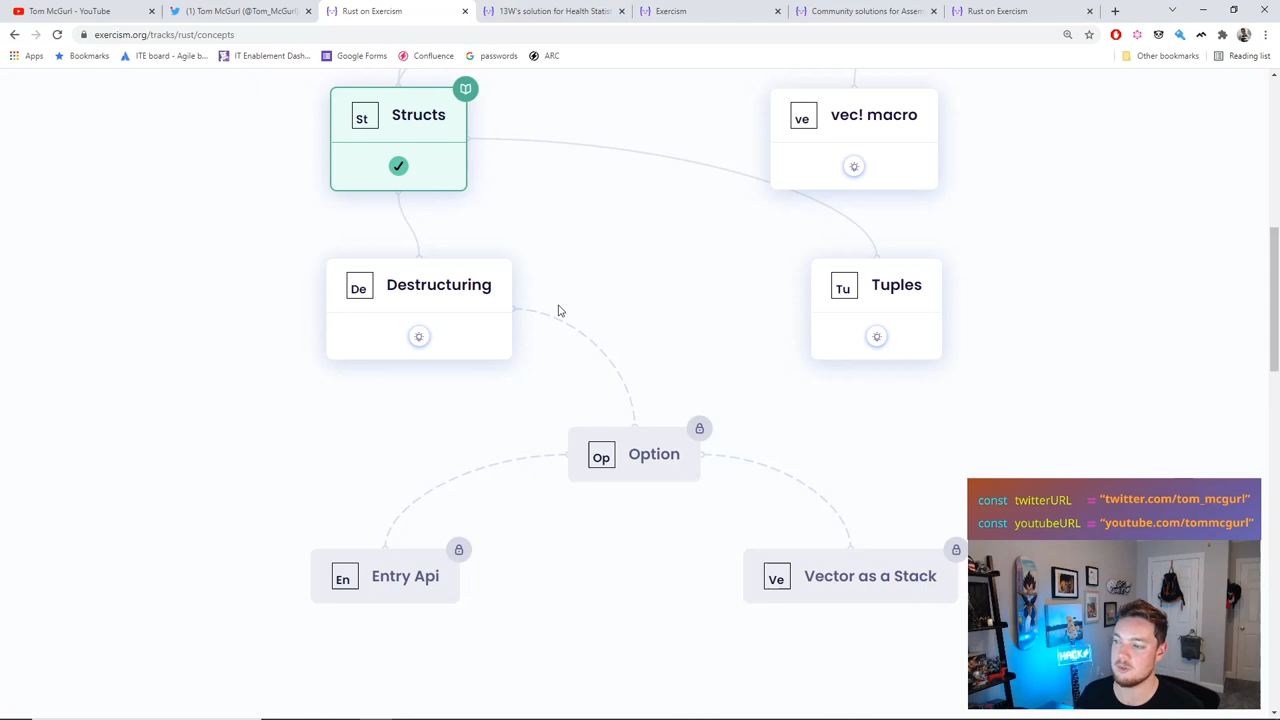 Tom McGurl - YouTube
(1) Tom McGurl (@Tom_McGurl)
Rust on Exercism
13W's solution for Health Statist
Exercism
Community solutions for Assem
Rust on Exercism
exercism.org/tracks/rust/concepts
Apps
Bookmarks
ITE board - Agile b...
IT Enablement Dash...
Google Forms
Confluence
passwords
ARC
Other bookmarks
Reading list
St Structs
ve vec! macro
De Destructuring
Tu Tuples
Op Option
En Entry Api
Ve Vector as a Stack
const twitterURL = "twitter.com/tom_mcgurl"
const youtubeURL = "youtube.com/tommcgurl"
HACK